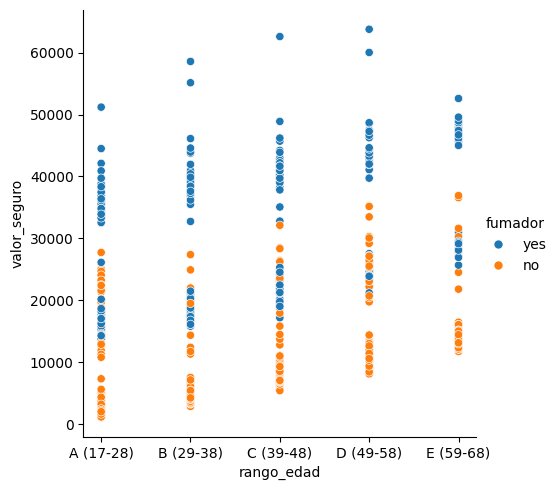 60000
50000
40000
30000
20000
10000
0
valor_seguro
A (17-28) B (29-38) C (39-48) D (49-58) E (59-68)
rango_edad
fumador
yes
no